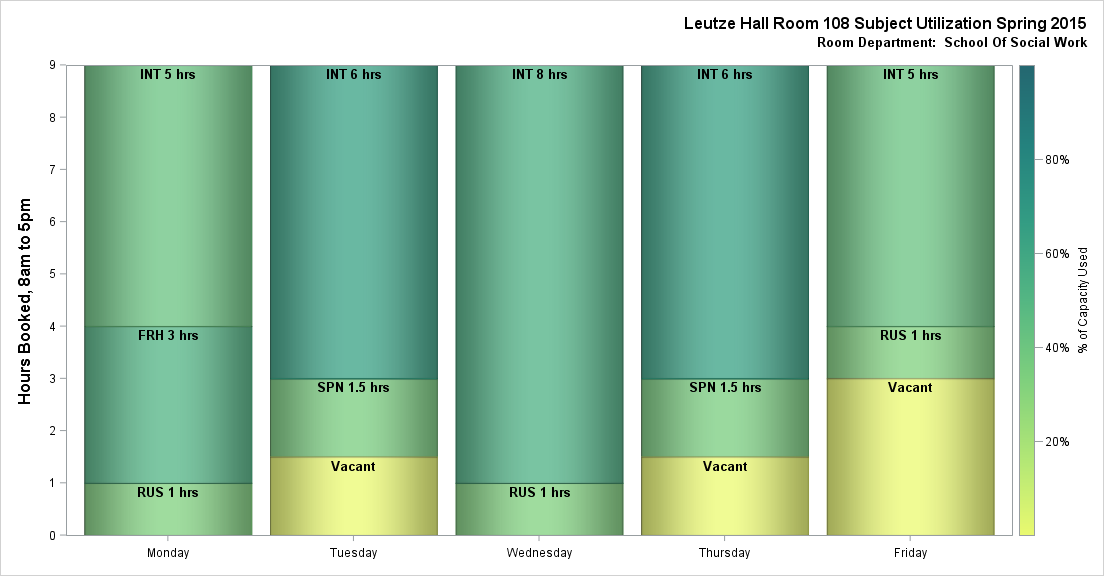 Leutze Hall Room 108 Subject Utilization Spring 2015
Room Department:  School Of Social Work
Hours Booked, 8am to 5pm
9
8
7
6
5
4
3
2
1
0
INT 5 hrs
FRH 3 hrs
RUS 1 hrs
INT 6 hrs
SPN 1.5 hrs
Vacant
INT 8 hrs
RUS 1 hrs
INT 6 hrs
SPN 1.5 hrs
Vacant
INT 5 hrs
RUS 1 hrs
Vacant
Monday
Tuesday
Wednesday
Thursday
Friday
80%
60%
40%
20%
% of Capacity Used